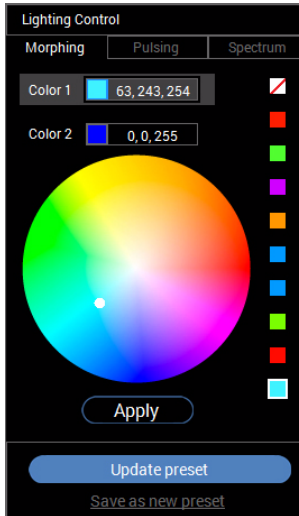 Lighting Control
Morphing Pulsing Spectrum
Color 1 63, 243, 254
Color 2 0, 0, 255
Apply
Update preset
Save as new preset